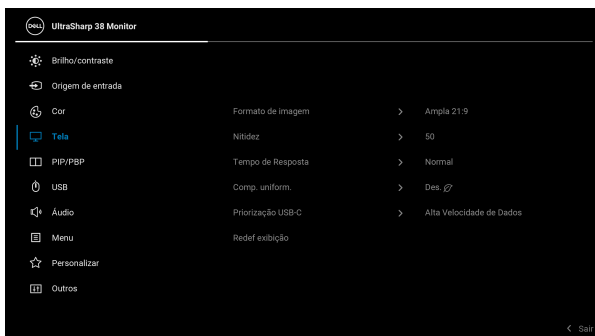 DELL UltraSharp 38 Monitor
Brilho/contraste
Origem de entrada
Cor Formato de imagem > Ampla 21:9
Tela Nitidez > 50
PIP/PBP Tempo de Resposta > Normal
USB Comp. uniform. > Des.
Áudio Priorização USB-C > Alta Velocidade de Dados
Menu Redef exibição
Personalizar
Outros
< Sair